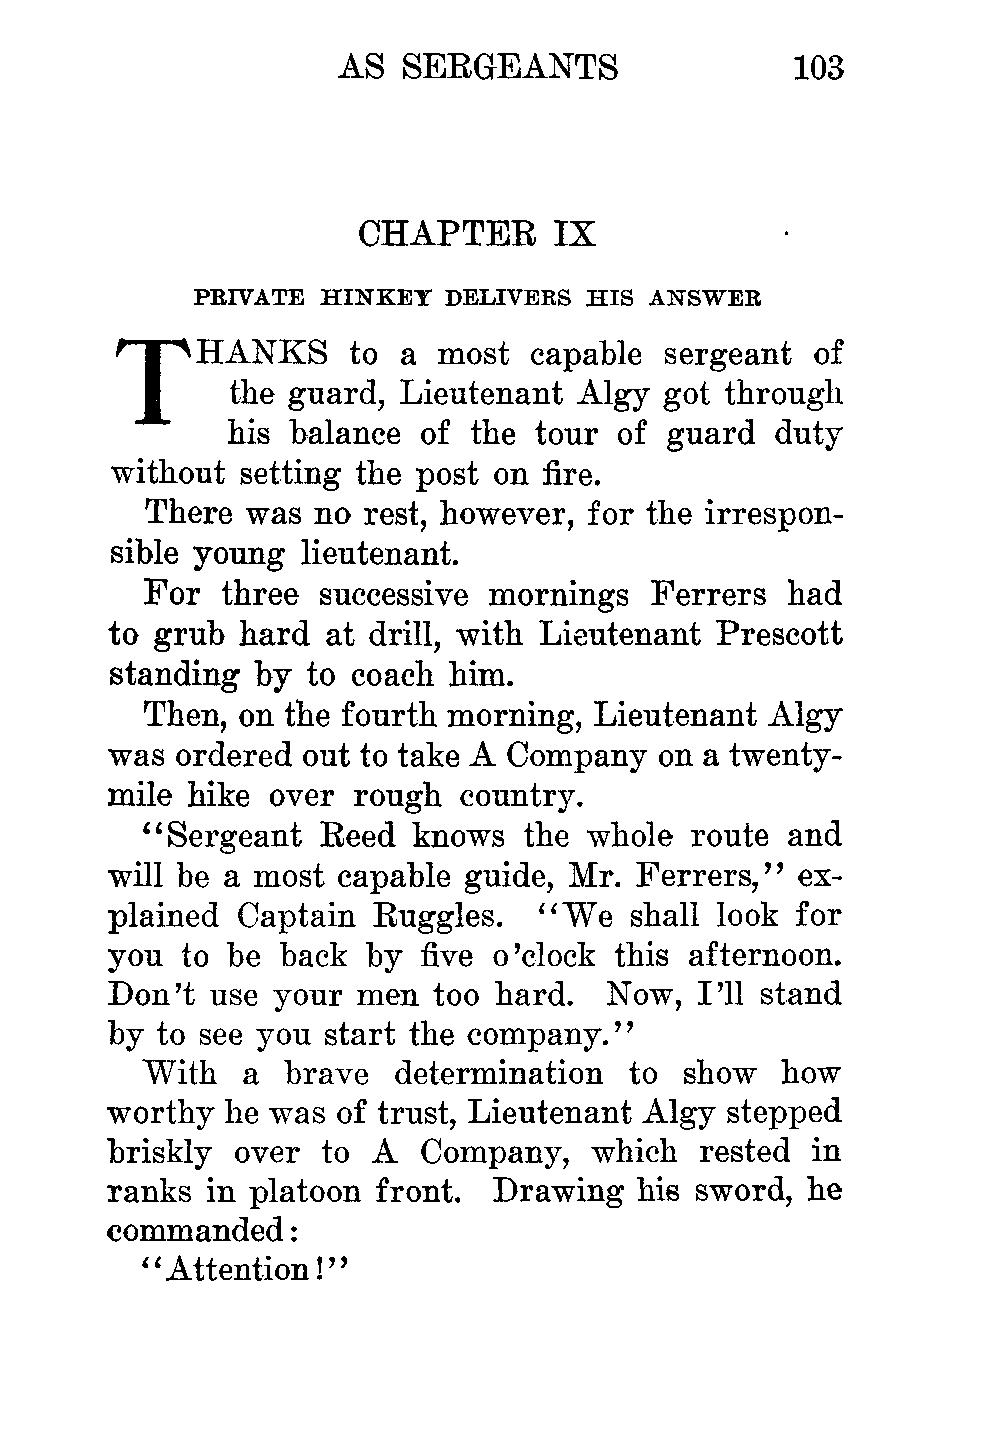 AS SERGEANTS 103
CHAPTER IX
PRIVATE HINKEY DELIVERS HIS ANSWER
THANKS to a most capable sergeant of
the guard, Lieutenant Algy got through
his balance of the tour of guard duty
without setting the post on fire.
There was no rest, however, for the irrespon-
sible young lieutenant.
For three successive mornings Ferrers had
to grub hard at drill, with Lieutenant Prescott
standing by to coach him.
Then, on the fourth morning, Lieutenant Algy
was ordered out to take A Company on a twenty-
mile hike over rough country.
“Sergeant Reed knows the whole route and
will be a most capable guide, Mr. Ferrers,” ex-
plained Captain Ruggles. “We shall look for
you to be back by five o’clock this afternoon.
Don’t use your men too hard. Now, I’ll stand
by to see you start the company.”
With a brave determination to show how
worthy he was of trust, Lieutenant Algy stepped
briskly over to A Company, which rested in
ranks in platoon front. Drawing his sword, he
commanded:
“Attention!”